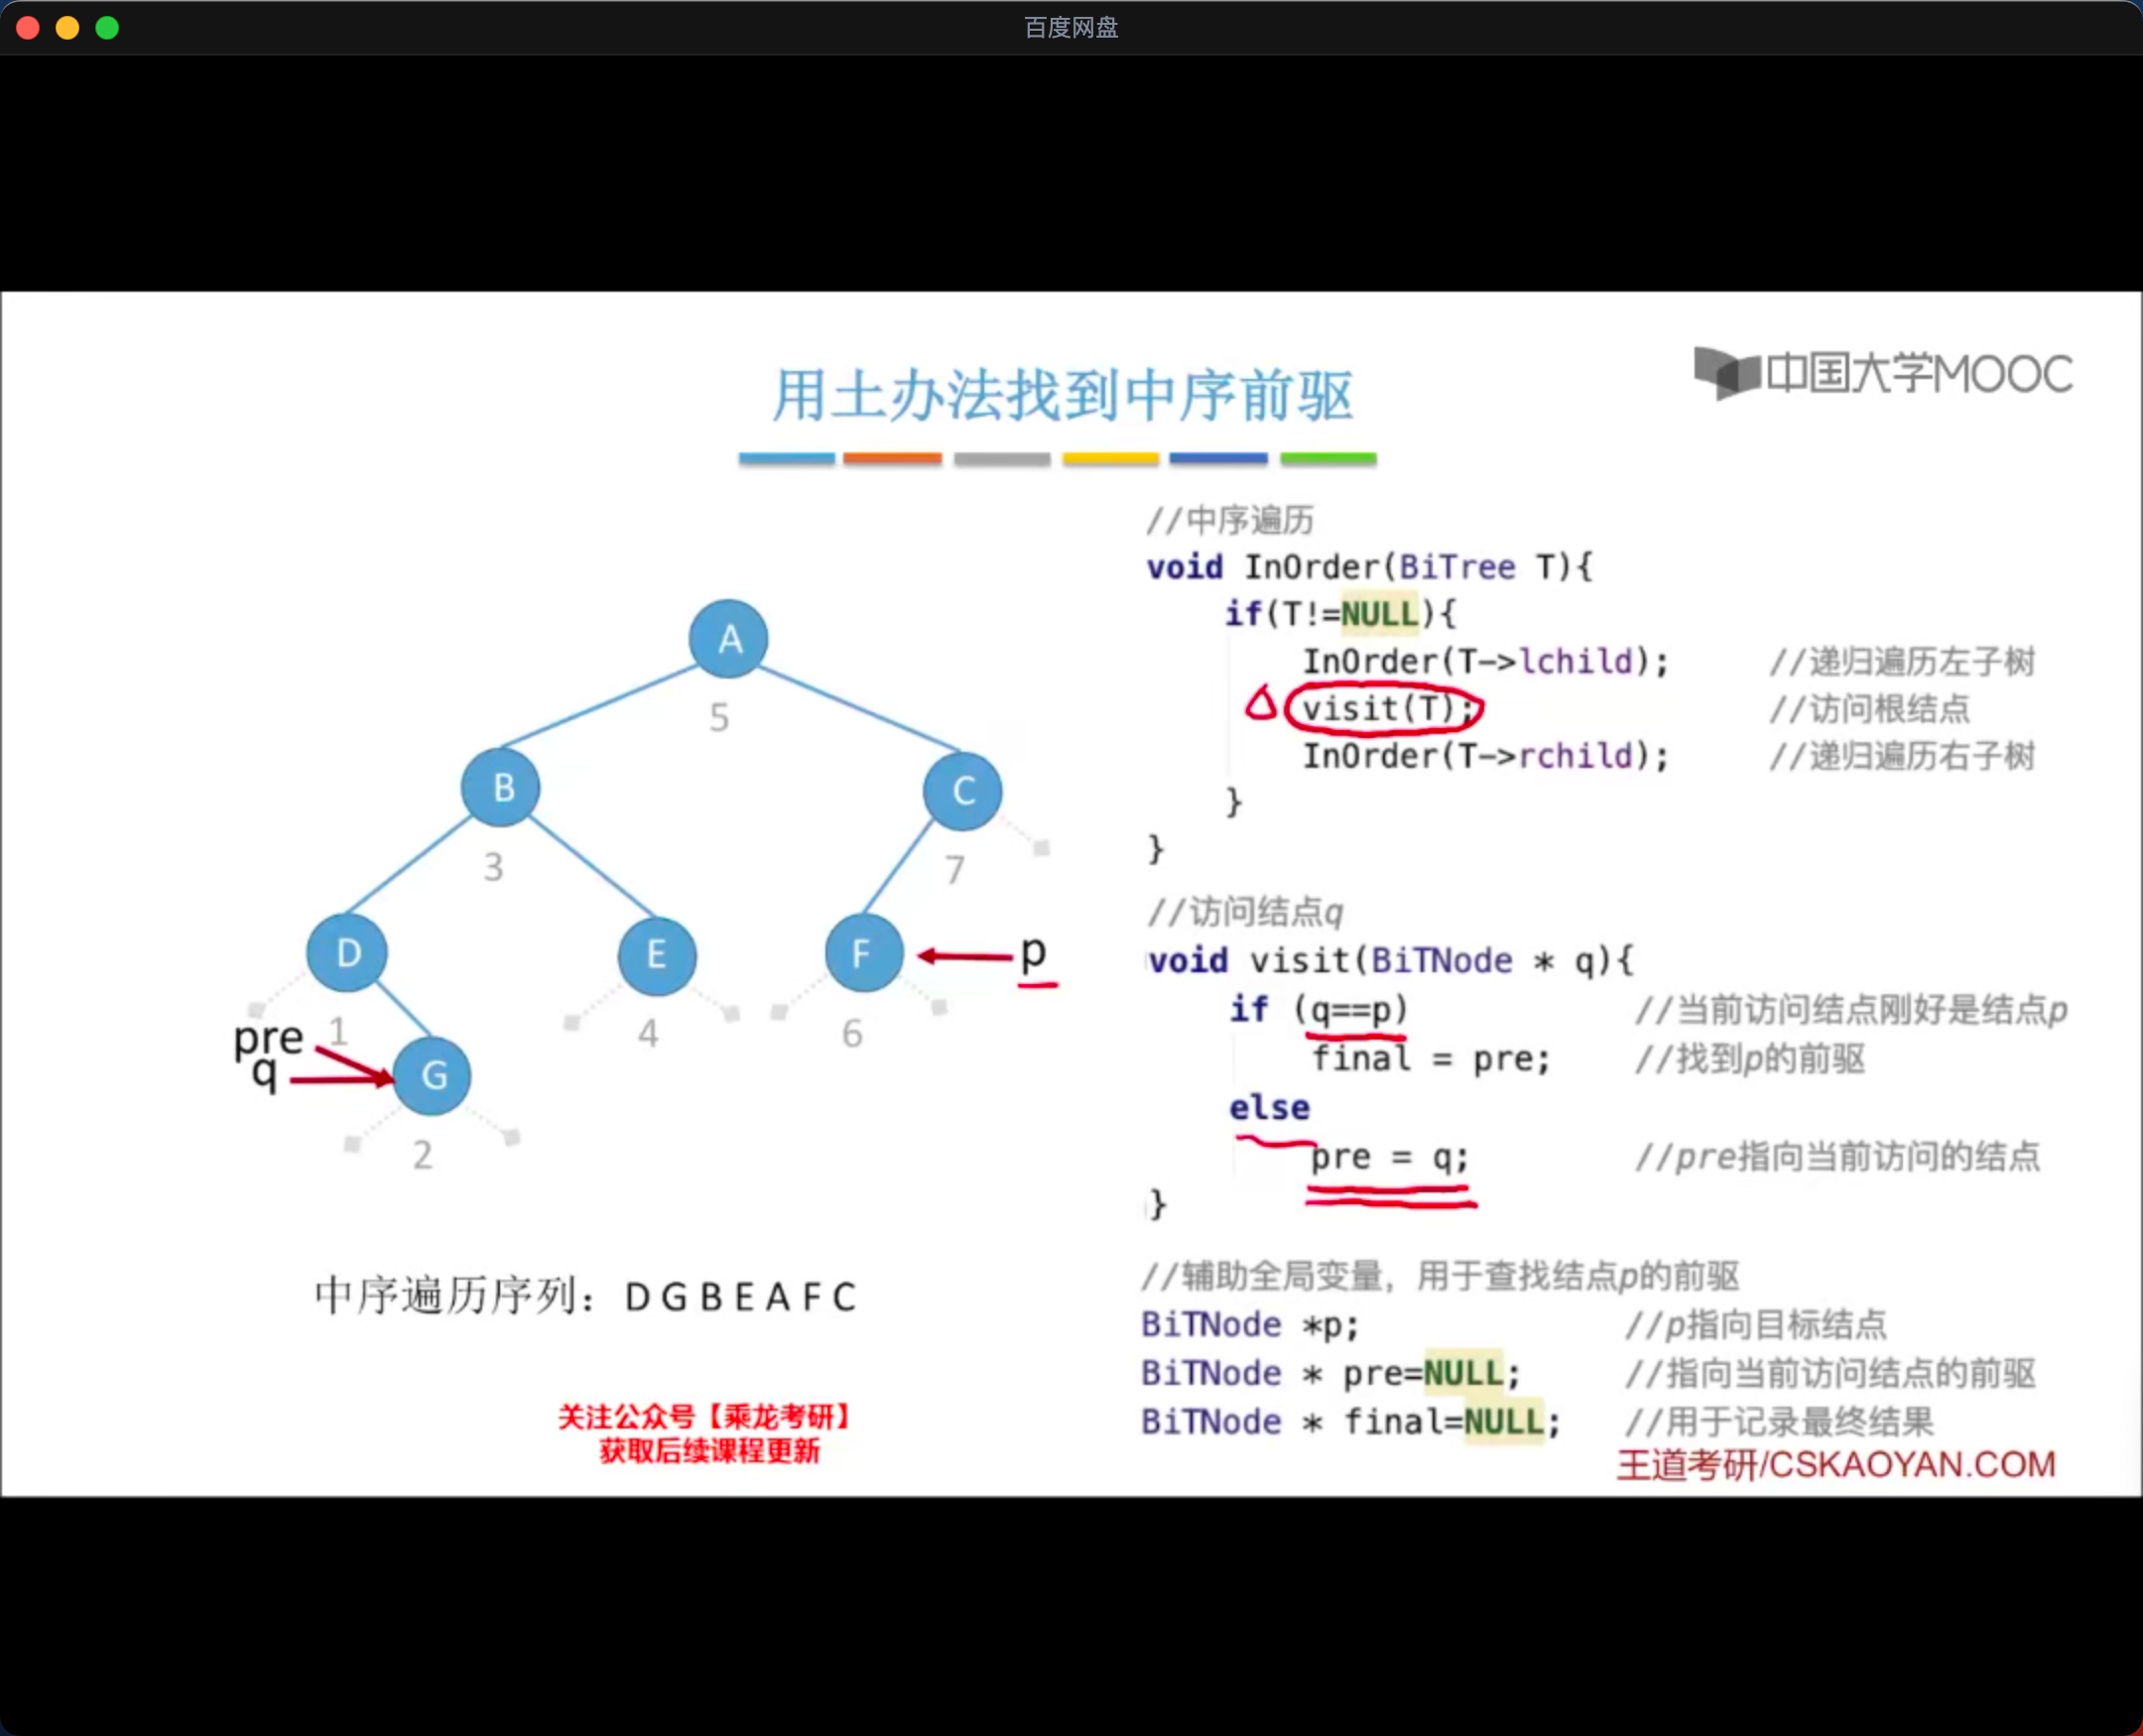 百度网盘
中国大学MOOC
用土办法找到中序前驱
A
5
B
C
3
7
D
E
F
p
1
4
6
pre
q
G
2
中序遍历序列：D G B E A F C
关注公众号【乘龙考研】
获取后续课程更新
//中序遍历
void InOrder(BiTree T){
if(T!=NULL){
InOrder(T->lchild); //递归遍历左子树
visit(T); //访问根结点
InOrder(T->rchild); //递归遍历右子树
}
}
//访问结点q
void visit(BiTNode * q){
if (q==p) //当前访问结点刚好是结点p
final = pre; //找到p的前驱
else
pre = q; //pre指向当前访问的结点
}
//辅助全局变量，用于查找结点p的前驱
BiTNode *p; //p指向目标结点
BiTNode * pre=NULL; //指向当前访问结点的前驱
BiTNode * final=NULL; //用于记录最终结果
王道考研/CSKAOYAN.COM